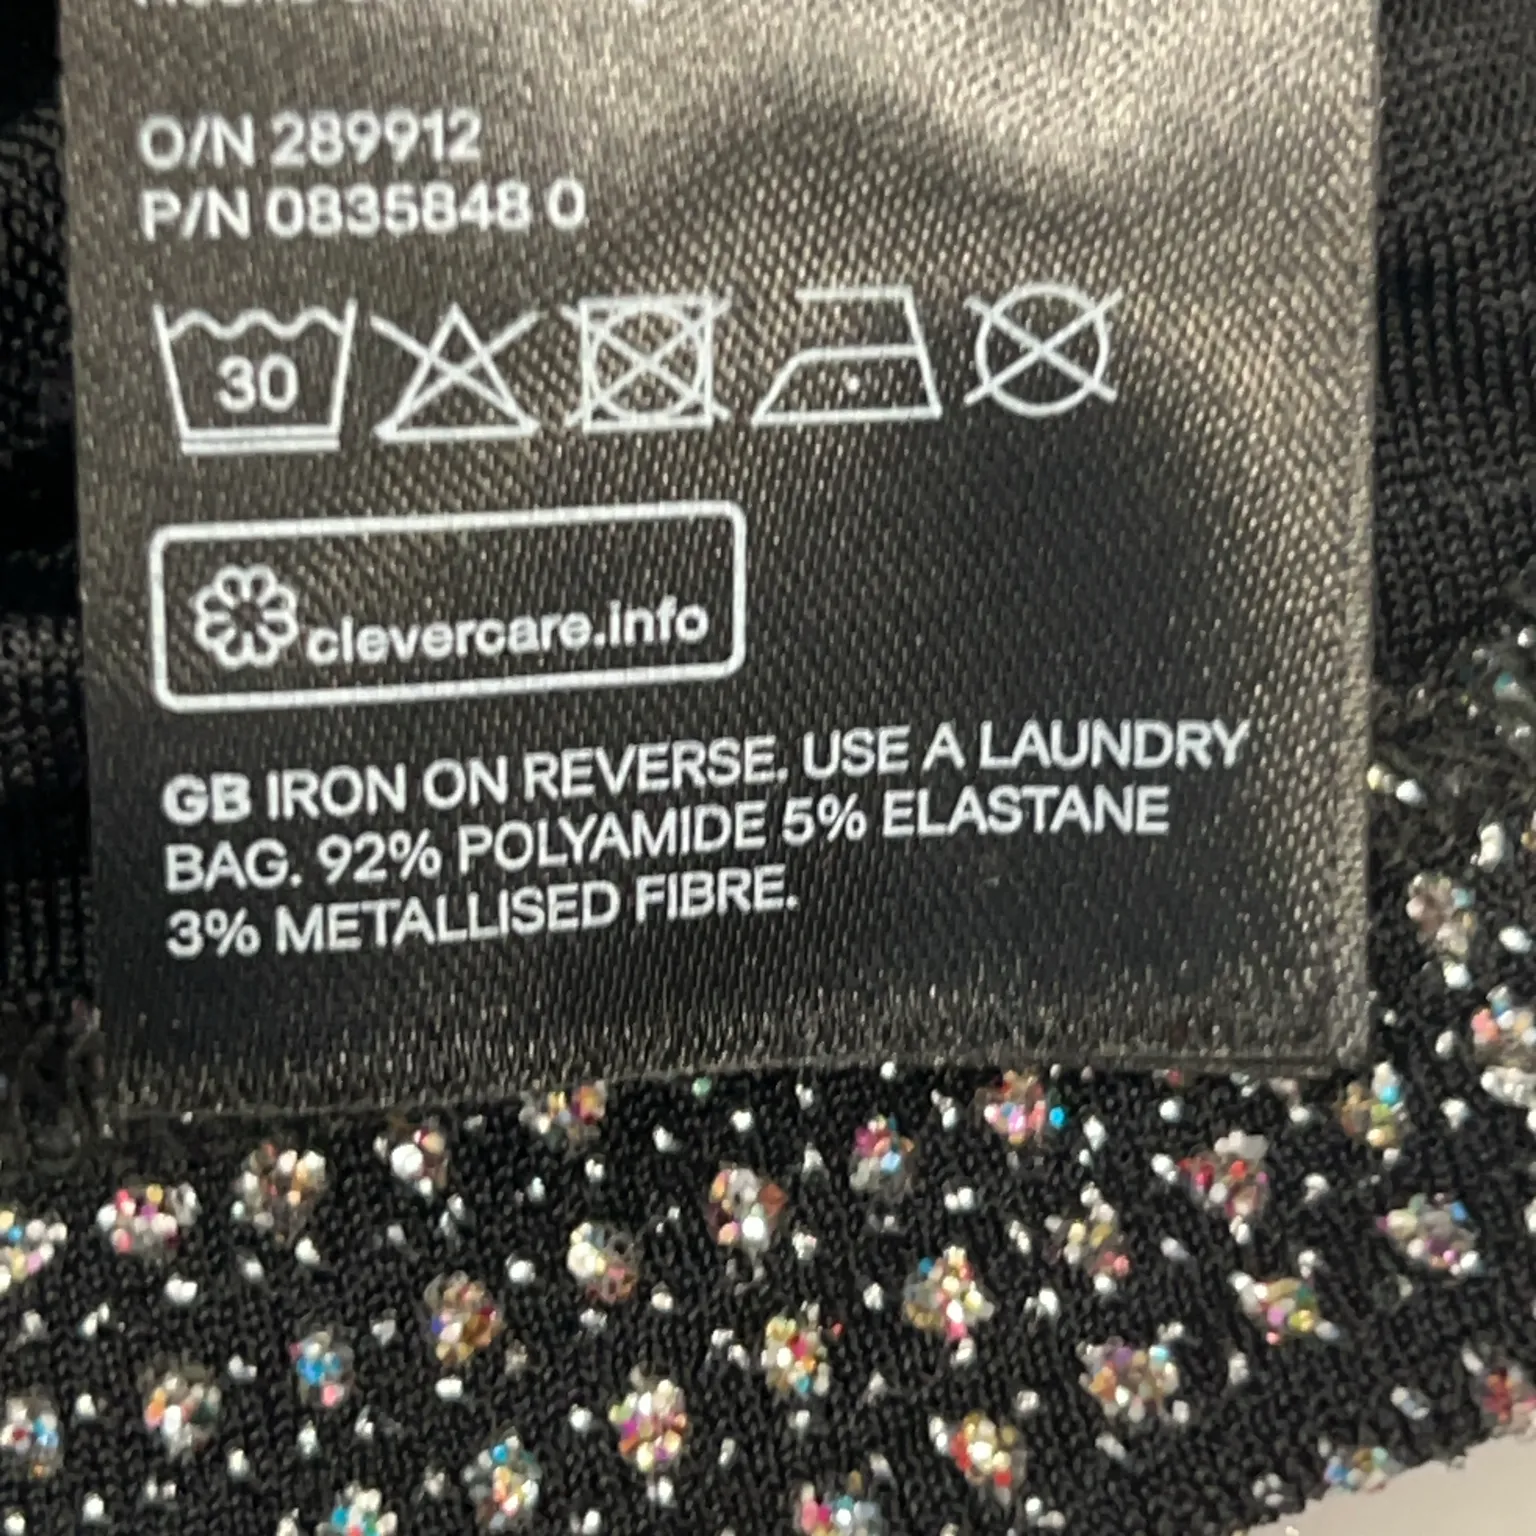 O/N 289912
P/N 0835848 0
30
clevercare.info
GB IRON ON REVERSE. USE A LAUNDRY
BAG. 92% POLYAMIDE 5% ELASTANE
3% METALLISED FIBRE.